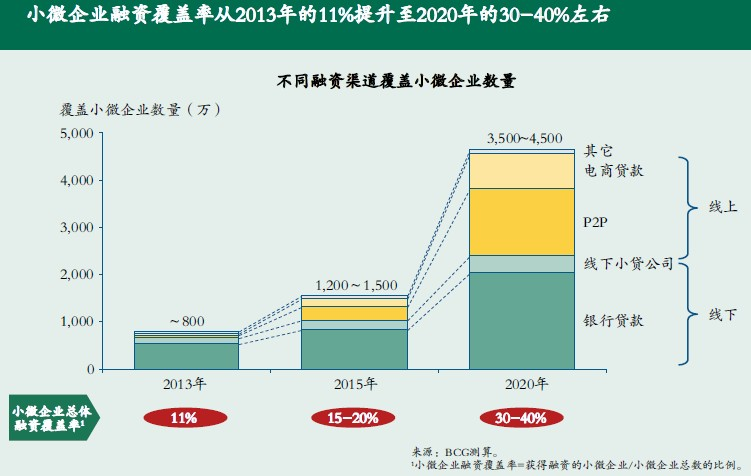 小微企业融资覆盖率从2013年的11%提升至2020年的30-40%左右
不同融资渠道覆盖小微企业数量
覆盖小微企业数量（万）
5,000
4,000
3,000
2,000
1,000
0
~800
1,200~1,500
3,500~4,500
其它
电商贷款
P2P
线下小贷公司
银行贷款
线上
线下
2013年
2015年
2020年
小微企业总体
融资覆盖率¹
11%
15-20%
30-40%
来源：BCG测算。
¹小微企业融资覆盖率=获得融资的小微企业/小微企业总数的比例。